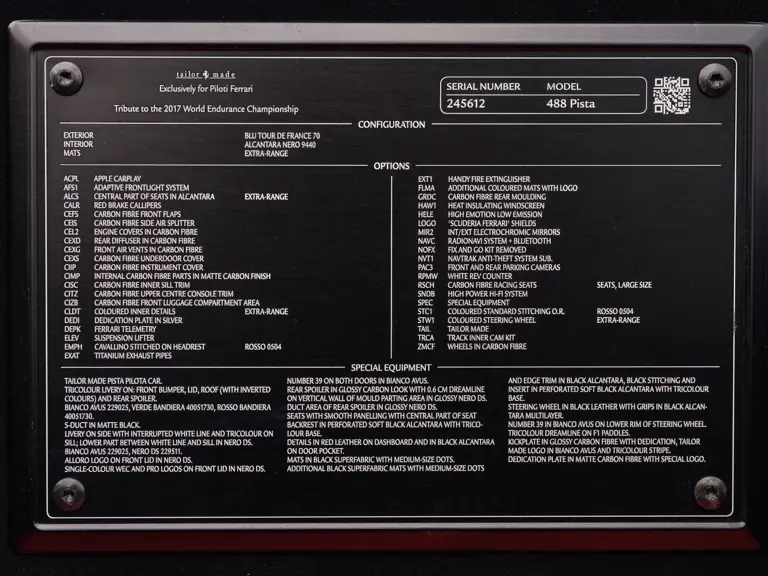 tailor made
Exclusively for Piloti Ferrari
Tribute to the 2017 World Endurance Championship
SERIAL NUMBER MODEL
245612 488 Pista
CONFIGURATION
EXTERIOR BLU TOUR DE FRANCE 70
INTERIOR ALCANTARA NERO 9440
MATS EXTRA-RANGE
OPTIONS
ACPL APPLE CARPLAY
AFS1 ADAPTIVE FRONTLIGHT SYSTEM
ALCS CENTRAL PART OF SEATS IN ALCANTARA EXTRA-RANGE
CALR RED BRAKE CALLIPERS
CEFS CARBON FIBRE FRONT FLAPS
CEIS CARBON FIBRE SIDE AIR SPLITTER
CEL2 ENGINE COVERS IN CARBON FIBRE
CEXD REAR DIFFUSER IN CARBON FIBRE
CEXG FRONT AIR VENTS IN CARBON FIBRE
CEXS CARBON FIBRE UNDERDOOR COVER
CIIP CARBON FIBRE INSTRUMENT COVER
CIMP INTERNAL CARBON FIBRE PARTS IN MATTE CARBON FINISH
CISC CARBON FIBRE INNER SILL TRIM
CITZ CARBON FIBRE UPPER CENTRE CONSOLE TRIM
CIZB CARBON FIBRE FRONT LUGGAGE COMPARTMENT AREA
CLDT COLOURED INNER DETAILS EXTRA-RANGE
DEDI DEDICATION PLATE IN SILVER
DEPK FERRARI TELEMETRY
ELEV SUSPENSION LIFTER
EMPH CAVALLINO STITCHED ON HEADREST ROSSO 0504
EXAT TITANIUM EXHAUST PIPES
EXT1 HANDY FIRE EXTINGUISHER
FLMA ADDITIONAL COLOURED MATS WITH LOGO
GRDC CARBON FIBRE REAR MOULDING
HAW1 HEAT INSULATING WINDSCREEN
HELE HIGH EMOTION LOW EMISSION
LOGO 'SCUDERIA FERRARI' SHIELDS
MIR2 INT/EXT ELECTROCHROMIC MIRRORS
NAVC RADIONAVI SYSTEM + BLUETOOTH
NOFX FIX AND GO KIT REMOVED
NVT1 NAVTRAK ANTI-THEFT SYSTEM SUB.
PAC3 FRONT AND REAR PARKING CAMERAS
RPMW WHITE REV COUNTER
RSCH CARBON FIBRE RACING SEATS SEATS, LARGE SIZE
SNDB HIGH POWER HI-FI SYSTEM
SPEC SPECIAL EQUIPMENT
STC1 COLOURED STANDARD STITCHING O.R. ROSSO 0504
STW1 COLOURED STEERING WHEEL EXTRA-RANGE
TAIL TAILOR MADE
TRCA TRACK INNER CAM KIT
ZMCF WHEELS IN CARBON FIBRE
SPECIAL EQUIPMENT
TAILOR MADE PISTA PILOTA CAR.
TRICOLOUR LIVERY ON: FRONT BUMPER, LID, ROOF (WITH INVERTED
COLOURS) AND REAR SPOILER.
BIANCO AVUS 229025, VERDE BANDIERA 40051730, ROSSO BANDIERA
40051730.
S-DUCT IN MATTE BLACK.
LIVERY ON SIDE WITH INTERRUPTED WHITE LINE AND TRICOLOUR ON
SILL; LOWER PART BETWEEN WHITE LINE AND SILL IN NERO DS.
BIANCO AVUS 229025, NERO DS 229511.
ALLORO LOGO ON FRONT LID IN NERO DS.
SINGLE-COLOUR WEC AND PRO LOGOS ON FRONT LID IN NERO DS.
NUMBER 39 ON BOTH DOORS IN BIANCO AVUS.
REAR SPOILER IN GLOSSY CARBON LOOK WITH 0.6 CM DREAMLINE
ON VERTICAL WALL OF MOULD PARTING AREA IN GLOSSY NERO DS.
DUCT AREA OF REAR SPOILER IN GLOSSY NERO DS.
SEATS WITH SMOOTH PANELLING WITH CENTRAL PART OF SEAT
BACKREST IN PERFORATED SOFT BLACK ALCANTARA WITH TRICO-
LOUR BASE.
DETAILS IN RED LEATHER ON DASHBOARD AND IN BLACK ALCANTARA
ON DOOR POCKET.
MATS IN BLACK SUPERFABRIC WITH MEDIUM-SIZE DOTS.
ADDITIONAL BLACK SUPERFABRIC MATS WITH MEDIUM-SIZE DOTS
AND EDGE TRIM IN BLACK ALCANTARA, BLACK STITCHING AND
INSERT IN PERFORATED SOFT BLACK ALCANTARA WITH TRICOLOUR
BASE.
STEERING WHEEL IN BLACK LEATHER WITH GRIPS IN BLACK ALCAN-
TARA MULTILAYER.
NUMBER 39 IN BIANCO AVUS ON LOWER RIM OF STEERING WHEEL.
TRICOLOUR DREAMLINE ON F1 PADDLES.
KICKPLATE IN GLOSSY CARBON FIBRE WITH DEDICATION, TAILOR
MADE LOGO IN BIANCO AVUS AND TRICOLOUR STRIPE.
DEDICATION PLATE IN MATTE CARBON FIBRE WITH SPECIAL LOGO.